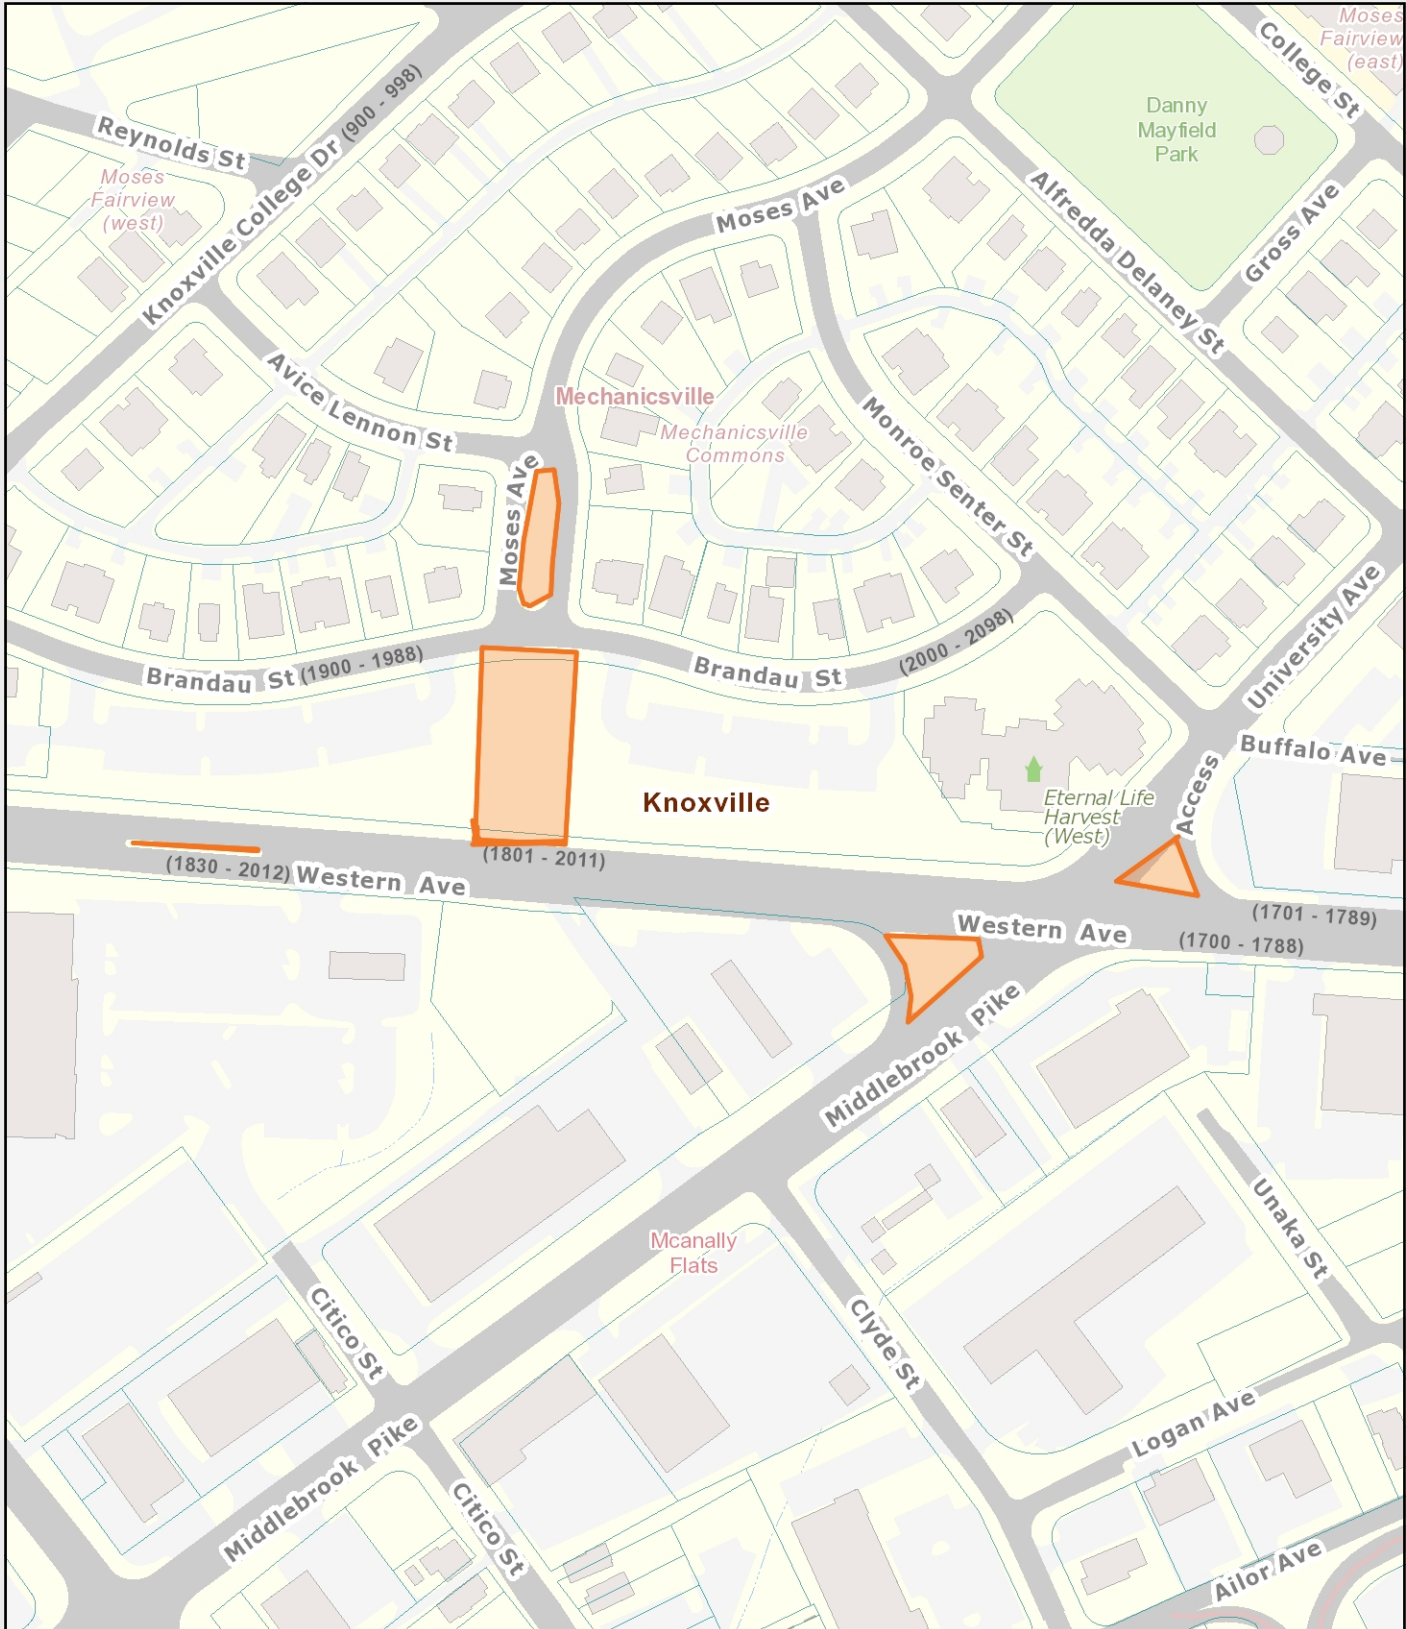 Moses
Fairview
(east)
College St
Danny
Mayfield
Park
Knoxville College Dr (900 - 998)
Reynolds St
Moses
Fairview
(west)
Moses Ave
Alfredda Delaney St
Gross Ave
Avice Lennon St
Mechanicsville
Mechanicsville
Commons
Monroe Senter St
Moses Ave
University Ave
Brandau St (1900 - 1988)
Brandau St
(2000 - 2098)
Buffalo Ave
Access
Knoxville
Eternal Life
Harvest
(West)
(1830 - 2012)
(1801 - 2011)
Western Ave
Western Ave
(1701 - 1789)
(1700 - 1788)
Middlebrook Pike
Unaka St
Mcanally
Flats
Citico St
Clyde St
Logan Ave
Middlebrook Pike
Citico St
Ailor Ave